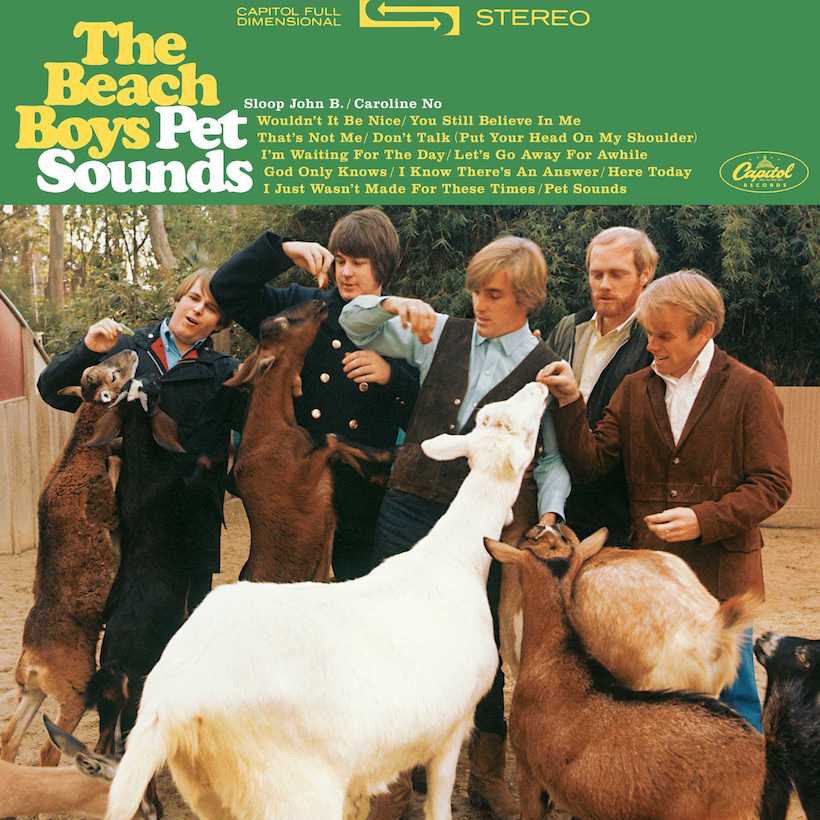 CAPITOL FULL
DIMENSIONAL
STEREO
The
Beach
Boys Pet
Sounds
Sloop John B. / Caroline No
Wouldn't It Be Nice/ You Still Believe In Me
That's Not Me/ Don't Talk (Put Your Head On My Shoulder)
I'm Waiting For The Day/ Let's Go Away For Awhile
God Only Knows / I Know There's An Answer/ Here Today
I Just Wasn't Made For These Times / Pet Sounds
Capitol
RECORDS